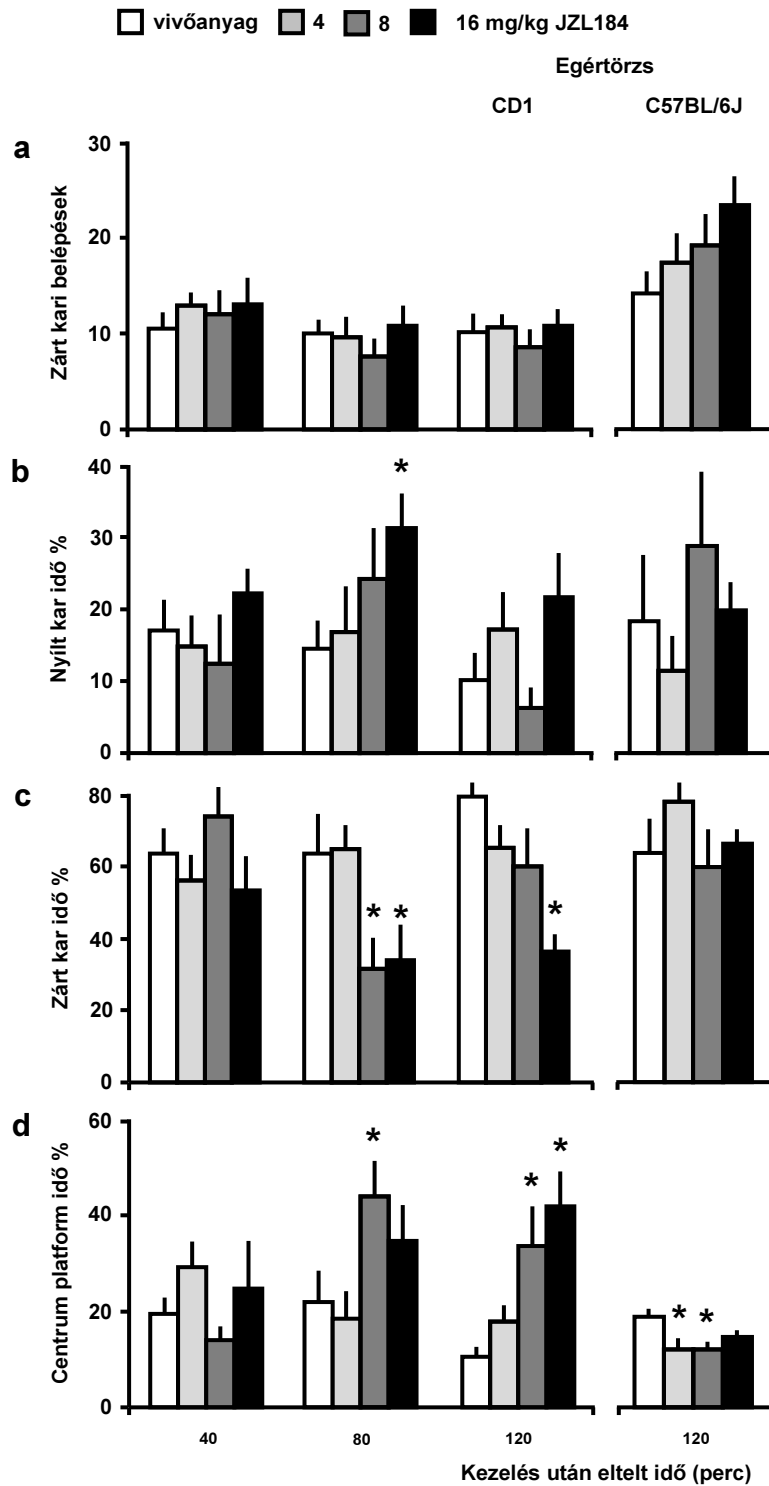 vivőanyag 4 8 16 mg/kg JZL184
Egértörzs
CD1 C57BL/6J
a
Zárt kari belépések
30
20
10
0
b
Nyílt kar idő %
40
*
30
20
10
0
c
Zárt kar idő %
80
60
40
* * *
20
0
d
Centrum platform idő %
60
* * *
40
20
* *
0
40 80 120 120
Kezelés után eltelt idő (perc)